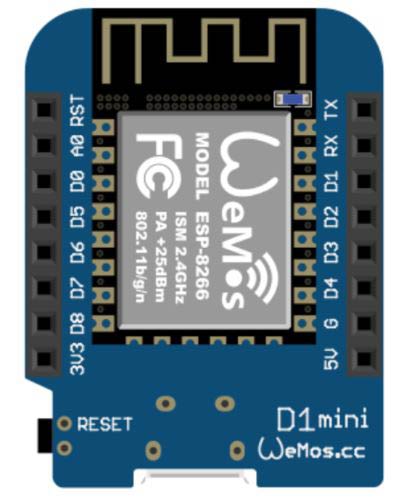 RST
A0
D0
D5
D6
D7
D8
3V3
TX
RX
D1
D2
D3
D4
G
5V
WeMos
MODEL ESP-8266
ISM 2.4GHz
PA +25dBm
802.11b/g/n
FC
RESET
D1mini
WeMos.cc